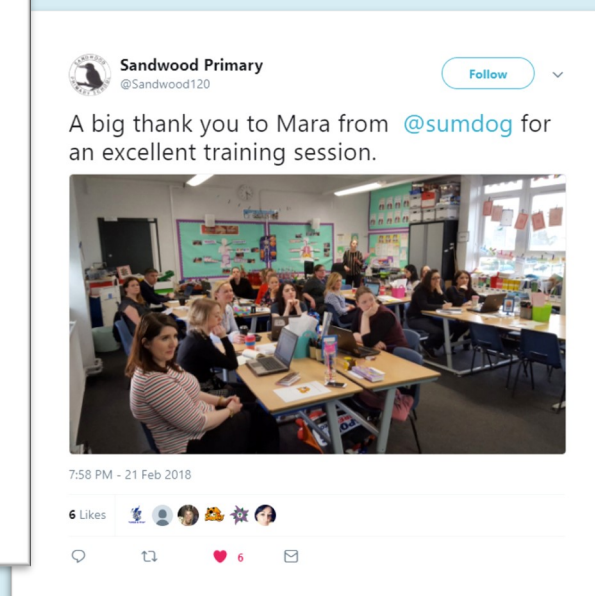 Sandwood Primary
@Sandwood120
Follow
A big thank you to Mara from @sumdog for
an excellent training session.
7:58 PM - 21 Feb 2018
6 Likes
6